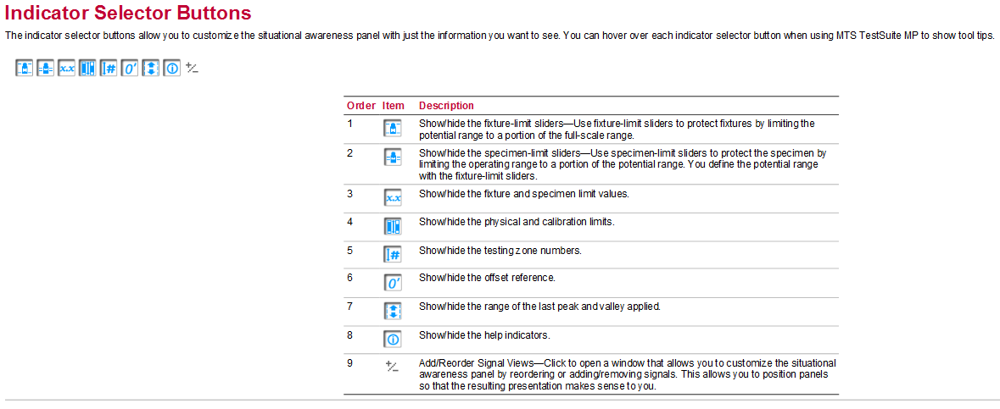 Indicator Selector Buttons
The indicator selector buttons allow you to customize the situational awareness panel with just the information you want to see. You can hover over each indicator selector button when using MTS TestSuite MP to show tool tips.
x.x # 0' +/-
Order Item Description
1 Show/hide the fixture-limit sliders—Use fixture-limit sliders to protect fixtures by limiting the
potential range to a portion of the full-scale range.
2 Show/hide the specimen-limit sliders—Use specimen-limit sliders to protect the specimen by
limiting the operating range to a portion of the potential range. You define the potential range
with the fixture-limit sliders.
3 x.x Show/hide the fixture and specimen limit values.
4 Show/hide the physical and calibration limits.
5 # Show/hide the testing zone numbers.
6 0' Show/hide the offset reference.
7 Show/hide the range of the last peak and valley applied.
8 Show/hide the help indicators.
9 +/- Add/Reorder Signal Views—Click to open a window that allows you to customize the situational
awareness panel by reordering or adding/removing signals. This allows you to position panels
so that the resulting presentation makes sense to you.